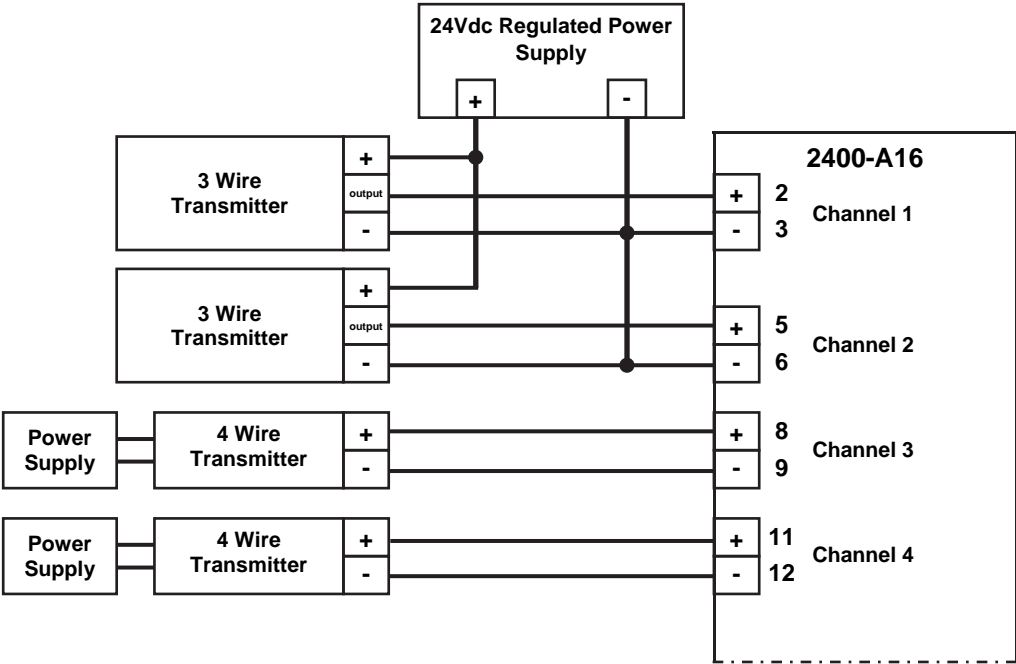 24Vdc Regulated Power
Supply
+
-
2400-A16
3 Wire
Transmitter
+
output
-
+
2
-
3
Channel 1
3 Wire
Transmitter
+
output
-
+
5
-
6
Channel 2
Power
Supply
4 Wire
Transmitter
+
-
+
8
-
9
Channel 3
Power
Supply
4 Wire
Transmitter
+
-
+
11
-
12
Channel 4